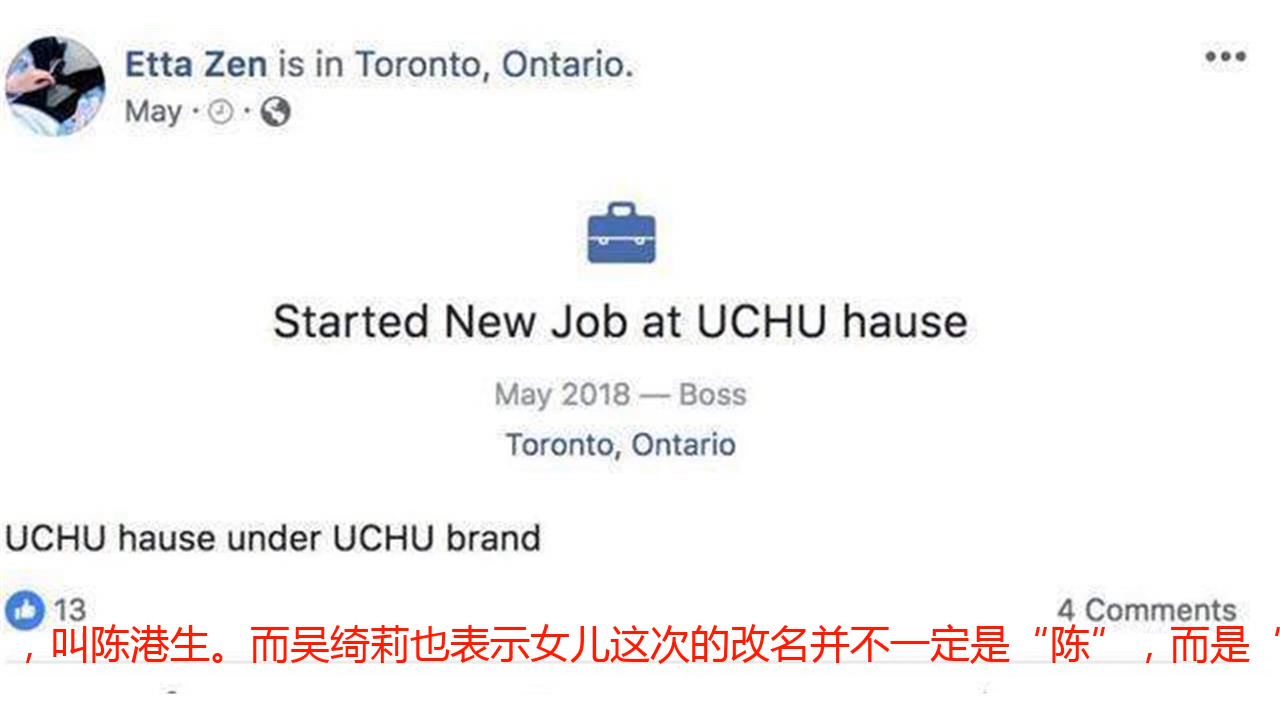 Etta Zen is in Toronto, Ontario.
May ·  · 
Started New Job at UCHU hause
May 2018 — Boss
Toronto, Ontario
UCHU hause under UCHU brand
13
4 Comments
，叫陈港生。而吴绮莉也表示女儿这次的改名并不一定是“陈”，而是“